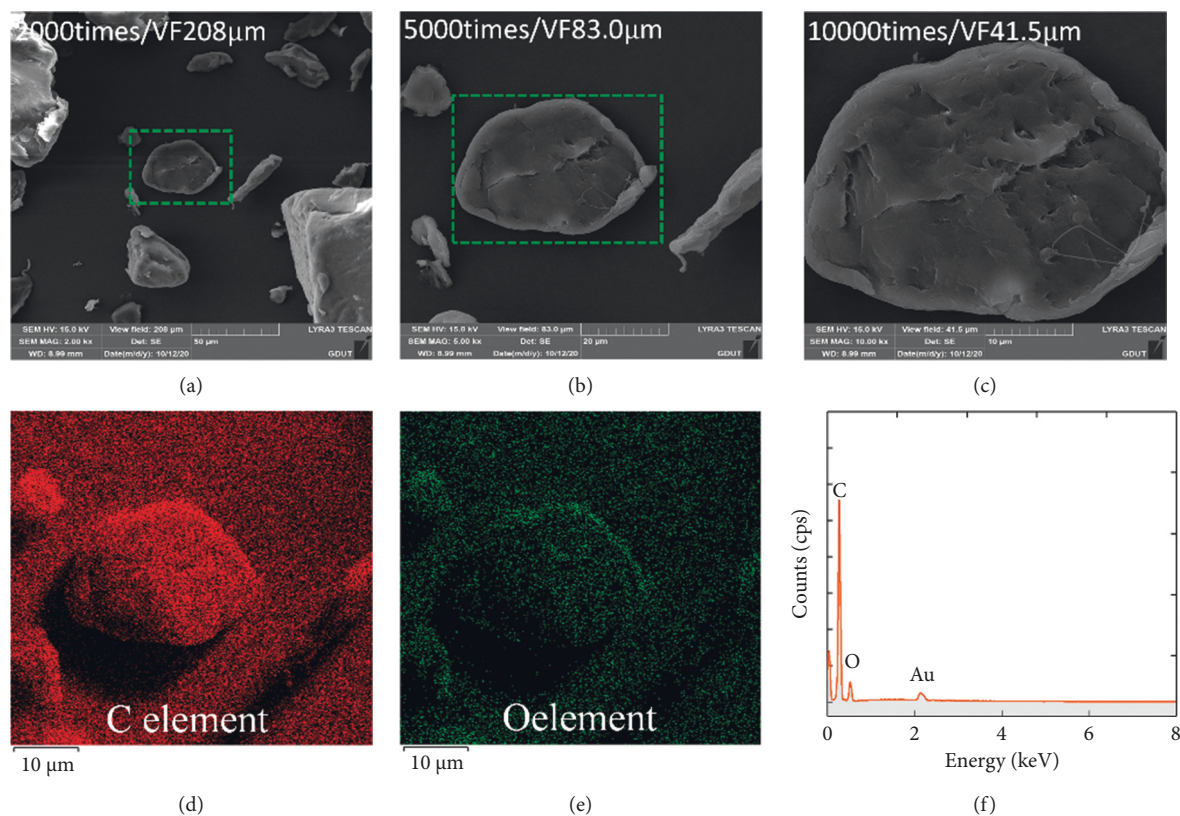 2000times/VF208μm
SEM HV: 15.0 kV View field: 208 μm LYRA3 TESCAN
SEM MAG: 2.00 kx Det: SE 50 μm
WD: 8.99 mm Date(m/d/y): 10/12/20 GDUT
(a)
5000times/VF83.0μm
SEM HV: 15.0 kV View field: 83.0 μm LYRA3 TESCAN
SEM MAG: 5.00 kx Det: SE 20 μm
WD: 8.99 mm Date(m/d/y): 10/12/20 GDUT
(b)
10000times/VF41.5μm
SEM HV: 15.0 kV View field: 41.5 μm LYRA3 TESCAN
SEM MAG: 10.00 kx Det: SE 10 μm
WD: 8.99 mm Date(m/d/y): 10/12/20 GDUT
(c)
C element
10 μm
(d)
Oelement
10 μm
(e)
Counts (cps)
C
O
Au
0 2 4 6 8
Energy (keV)
(f)